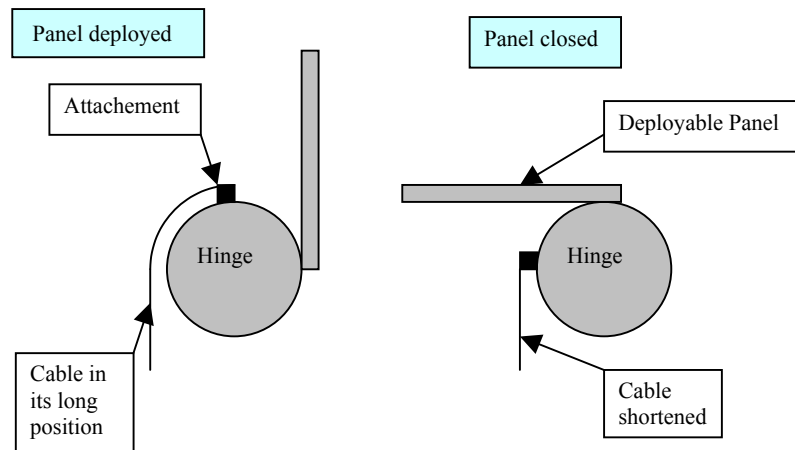 Panel deployed
Attachement
Hinge
Cable in
its long
position
Panel closed
Deployable Panel
Hinge
Cable
shortened